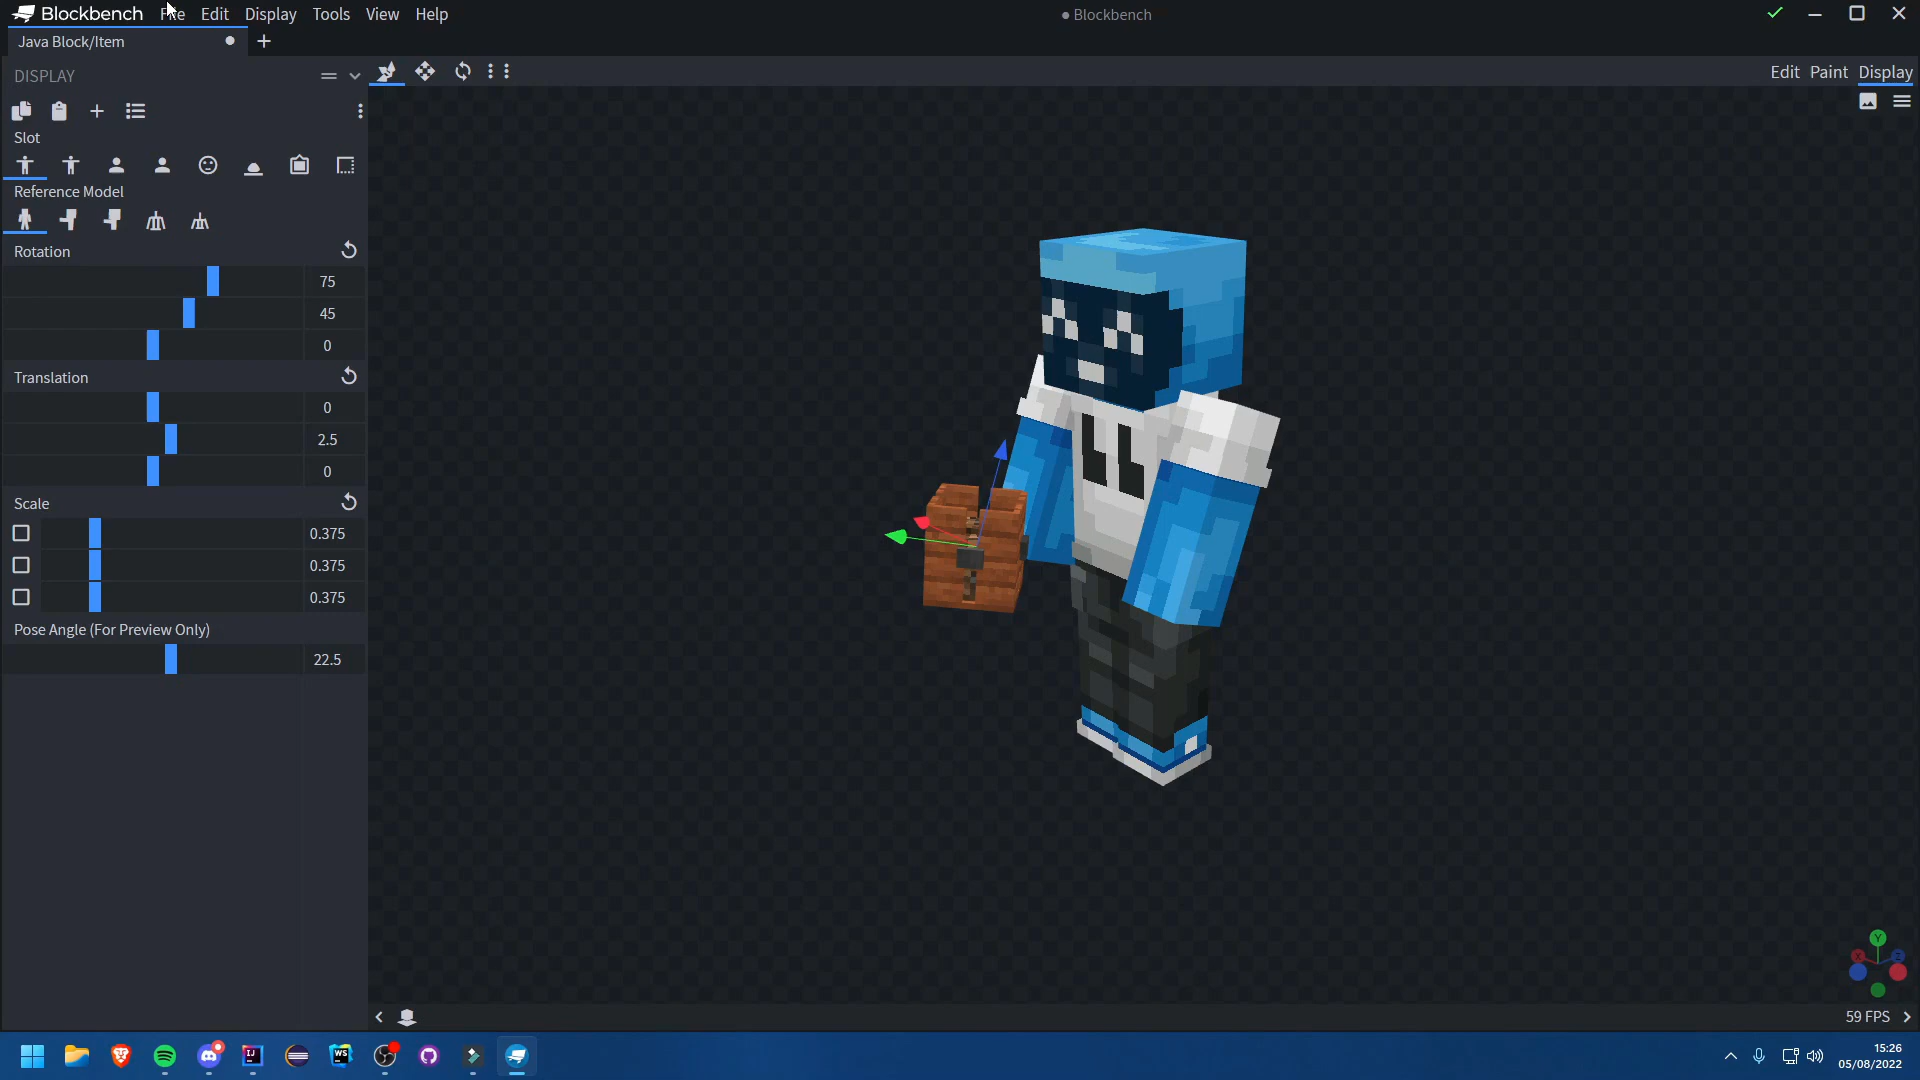 Blockbench File Edit Display Tools View Help
Blockbench
Java Block/Item
DISPLAY
Edit Paint Display
Slot
Reference Model
Rotation
75
45
0
Translation
0
2.5
0
Scale
0.375
0.375
0.375
Pose Angle (For Preview Only)
22.5
Y
X
Z
59 FPS
IJ
WS
15:26
05/08/2022